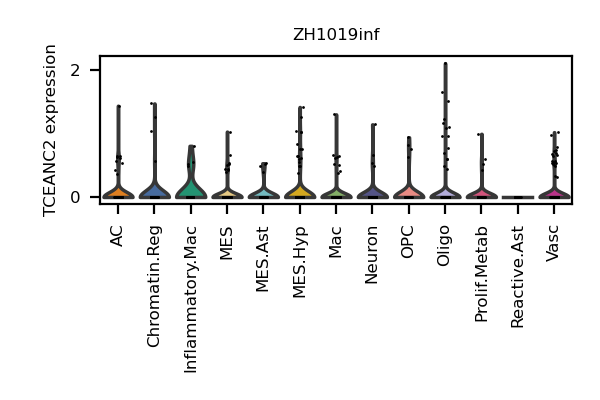 ZH1019inf
TCEANC2 expression
2
0
AC
Chromatin.Reg
Inflammatory.Mac
MES
MES.Ast
MES.Hyp
Mac
Neuron
OPC
Oligo
Prolif.Metab
Reactive.Ast
Vasc